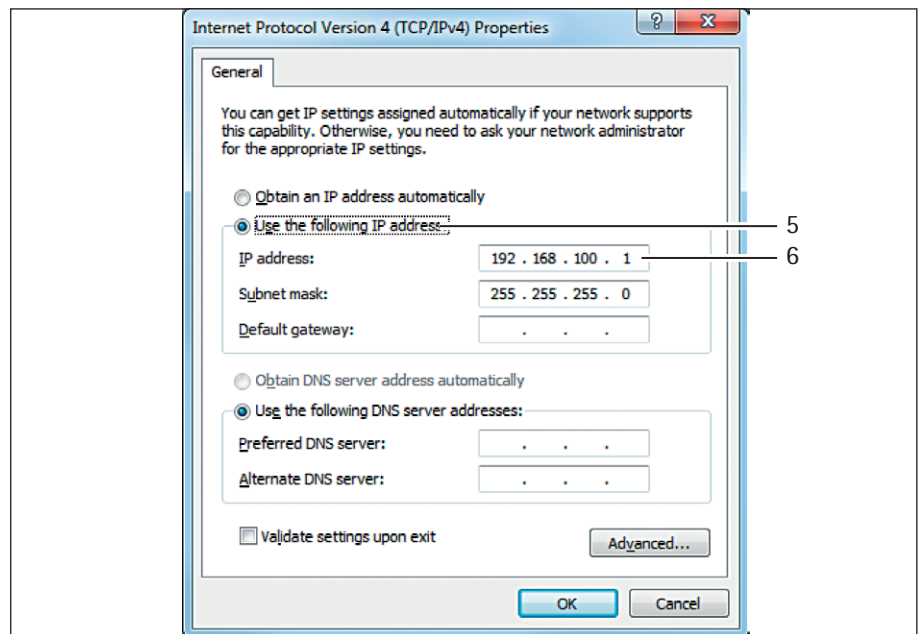 Internet Protocol Version 4 (TCP/IPv4) Properties
General
You can get IP settings assigned automatically if your network supports
this capability. Otherwise, you need to ask your network administrator
for the appropriate IP settings.
Obtain an IP address automatically
Use the following IP address: 5
IP address: 192 . 168 . 100 . 1 6
Subnet mask: 255 . 255 . 255 . 0
Default gateway: . . .
Obtain DNS server address automatically
Use the following DNS server addresses:
Preferred DNS server: . . .
Alternate DNS server: . . .
Validate settings upon exit
Advanced...
OK Cancel